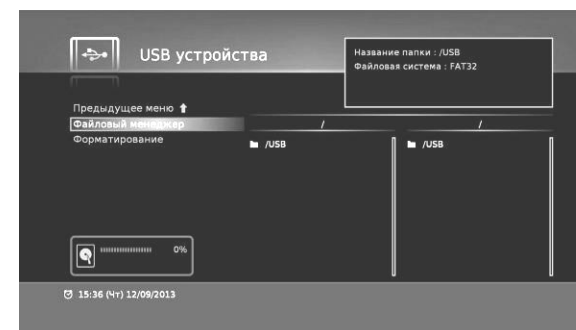 USB устройства
Название папки : /USB
Файловая система : FAT32
Предыдущее меню
Файловый менеджер
Форматирование
/
/
/USB
/USB
0%
15:36 (Чт) 12/09/2013